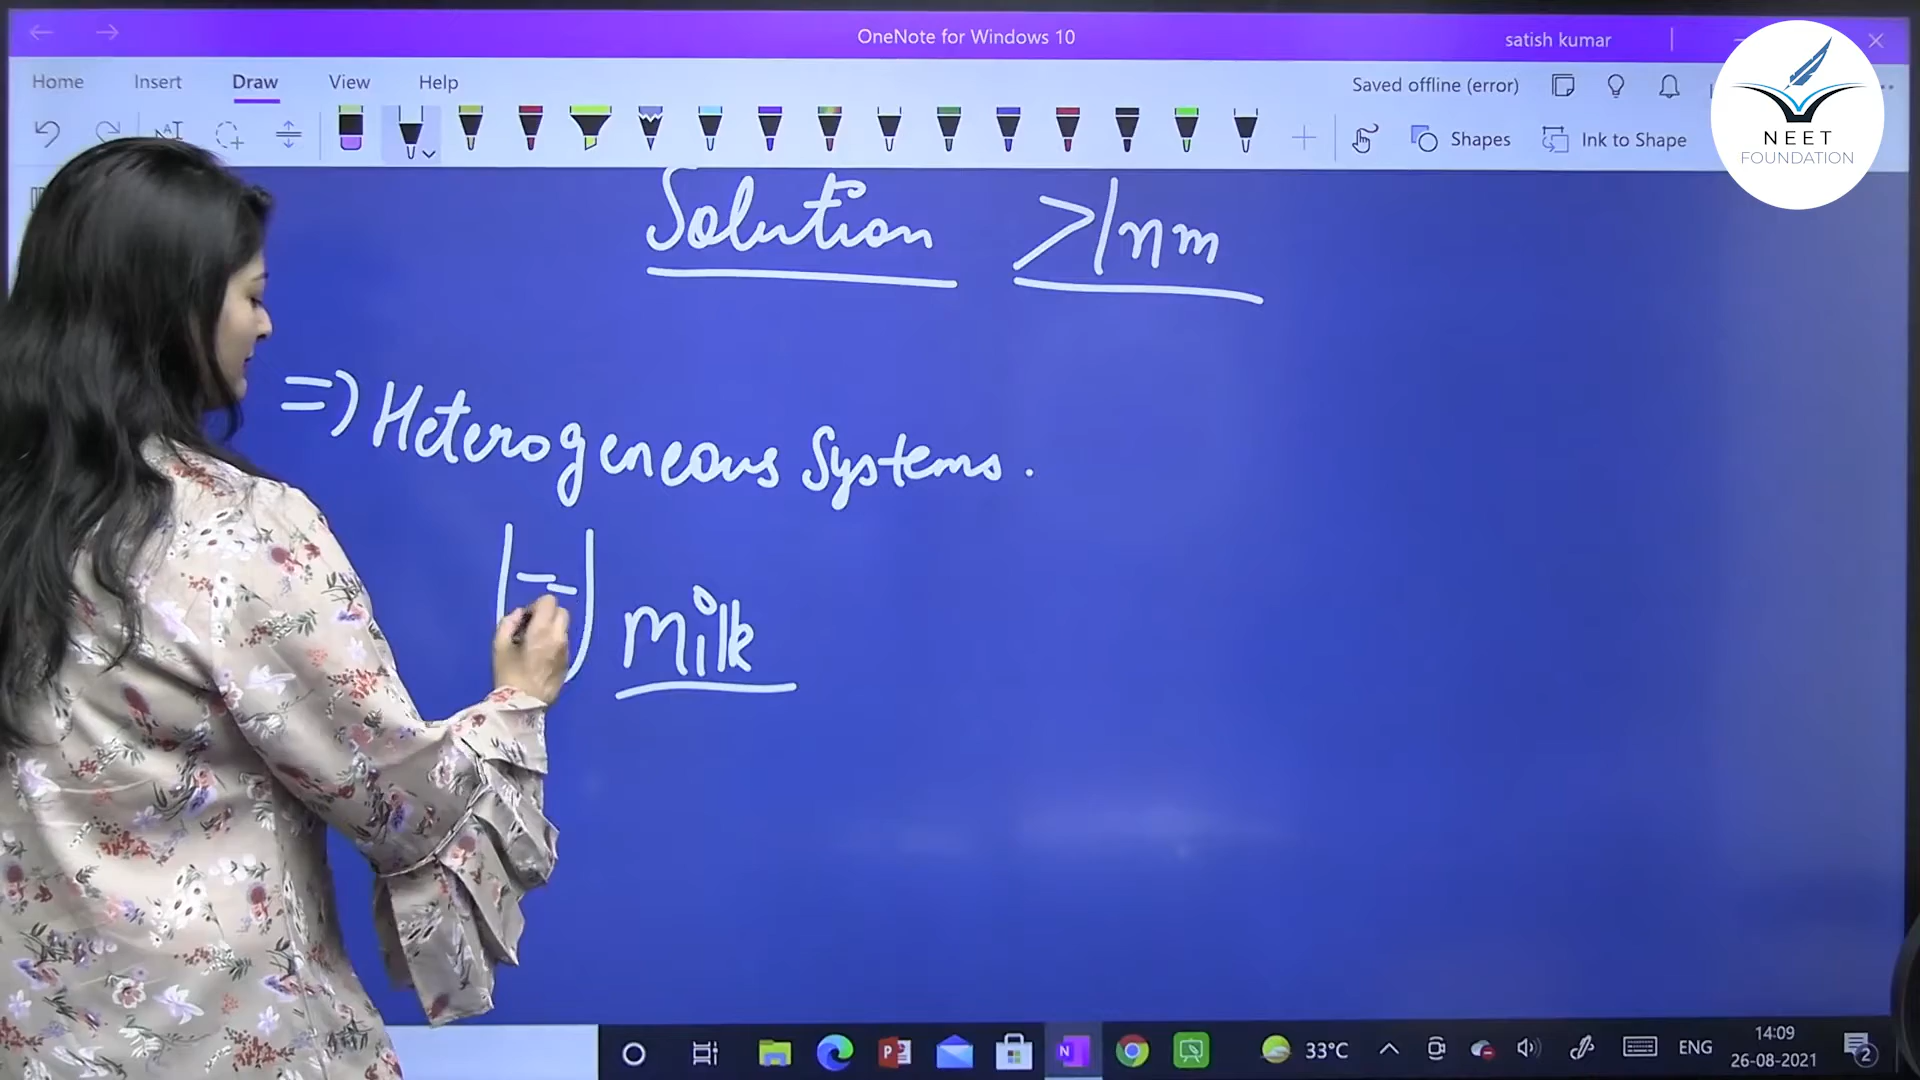 OneNote for Windows 10
satish kumar
Home Insert Draw View Help
Saved offline (error)
Shapes
Ink to Shape
NEET
FOUNDATION
Solution >1nm
=> Heterogeneous Systems.
Milk
33°C
ENG
14:09
26-08-2021
2